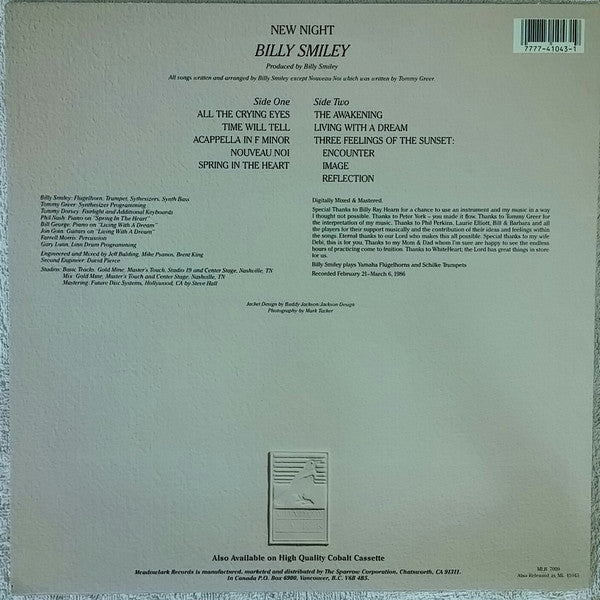 NEW NIGHT
BILLY SMILEY
Produced by Billy Smiley
All songs written and arranged by Billy Smiley except Nouveau Noi which was written by Tommy Greer
7777-41043-1
Side One
ALL THE CRYING EYES
TIME WILL TELL
ACAPPELLA IN F MINOR
NOUVEAU NOI
SPRING IN THE HEART
Side Two
THE AWAKENING
LIVING WITH A DREAM
THREE FEELINGS OF THE SUNSET:
ENCOUNTER
IMAGE
REFLECTION
Billy Smiley: Flugelhorn, Trumpet, Sythesizers, Synth Bass
Tommy Greer: Synthesizer Programming
Tommy Dorsey: Fairlight and Additional Keyboards
Phil Nash: Piano on "Spring In The Heart"
Bill George: Piano on "Living With A Dream"
Jon Goin: Guitars on "Living With A Dream"
Farrell Morris: Percussion
Gary Lunn: Linn Drum Programming
Engineered and Mixed by Jeff Balding, Mike Psanos, Brent King
Second Engineer: David Pierce
Studios: Basic Tracks: Gold Mine, Master's Touch, Studio 19 and Center Stage, Nashville, TN
Mix: Gold Mine, Master's Touch and Center Stage, Nashville, TN
Mastering: Future Disc Systems, Hollywood, CA by Steve Hall
Digitally Mixed & Mastered.
Special Thanks to Billy Ray Hearn for a chance to use an instrument and my music in a way
I thought not possible. Thanks to Peter York – you made it flow. Thanks to Tommy Greer for
the interpretation of my music. Thanks to Phil Perkins, Laurie Elliott, Bill & Barbara and all
the players for their support musically and the contribution of their ideas and feelings within
the songs. Eternal thanks to our Lord who makes this all possible. Special thanks to my wife
Debi, this is for you. Thanks to my Mom & Dad whom I'm sure are happy to see the endless
hours of practicing come to fruition. Thanks to WhiteHeart; the Lord has great things in
store for us.
Billy Smiley plays Yamaha Flügelhorns and Schilke Trumpets
Recorded February 21–March 6, 1986
Jacket Design by Buddy Jackson/Jackson Design
Photography by Mark Tucker
Also Available on High Quality Cobalt Cassette
Meadowlark Records is manufactured, marketed and distributed by The Sparrow Corporation, Chatsworth, CA 91311.
In Canada P.O. Box 6900, Vancouver, B.C. V6B 4B5.
MLR 7009
Also Released as ML 41043